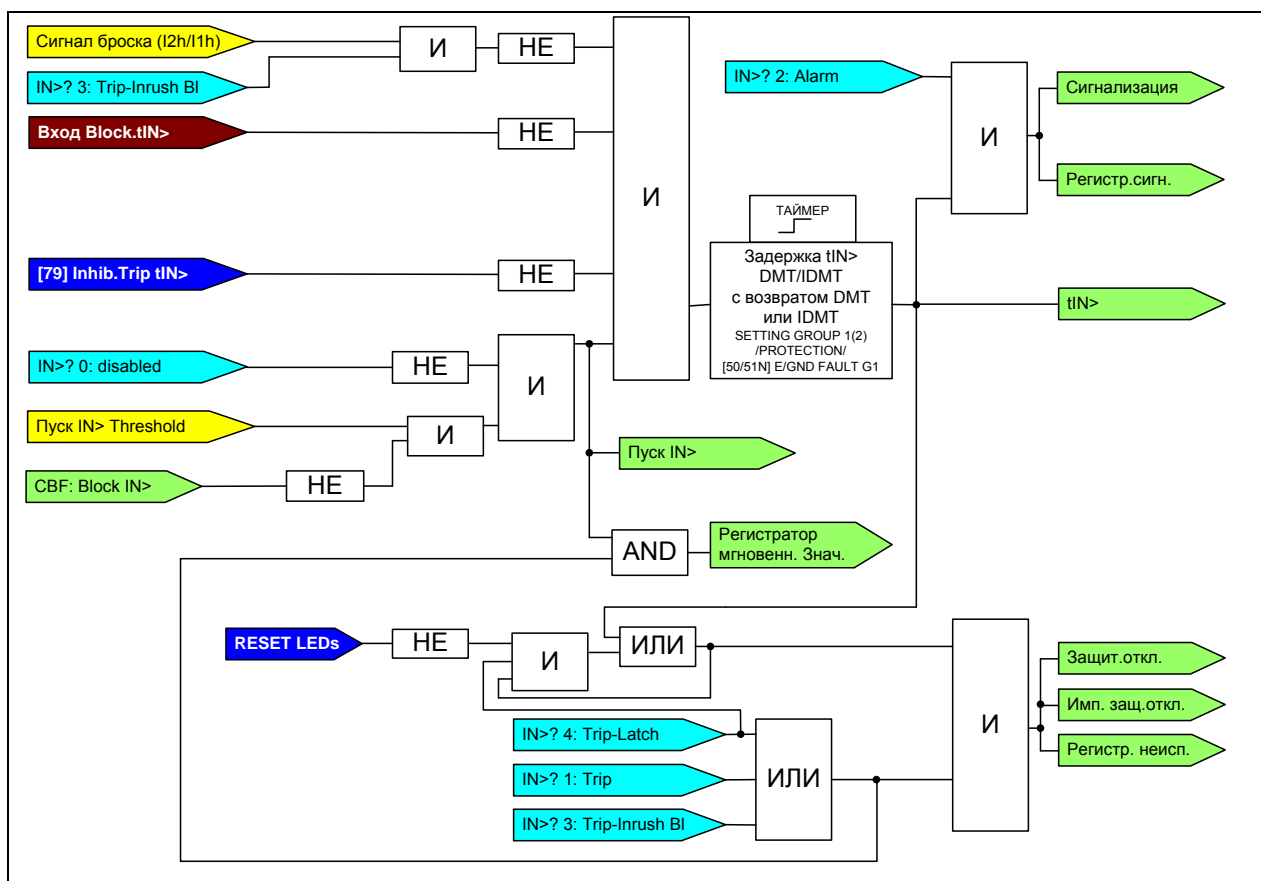 Сигнал броска (I2h/I1h)
И
НЕ
IN>? 3: Trip-Inrush Bl
Вход Block.tIN>
НЕ
И
[79] Inhib.Trip tIN>
НЕ
IN>? 0: disabled
НЕ
И
Пуск IN> Threshold
И
CBF: Block IN>
НЕ
IN>? 2: Alarm
И
Сигнализация
Регистр.сигн.
ТАЙМЕР
Задержка tIN>
DMT/IDMT
с возвратом DMT
или IDMT
SETTING GROUP 1(2)
/PROTECTION/
[50/51N] E/GND FAULT G1
tIN>
Пуск IN>
AND
Регистратор
мгновенн. Знач.
RESET LEDs
НЕ
И
ИЛИ
IN>? 4: Trip-Latch
IN>? 1: Trip
IN>? 3: Trip-Inrush Bl
ИЛИ
И
Защит.откл.
Имп. защ.откл.
Регистр. неисп.